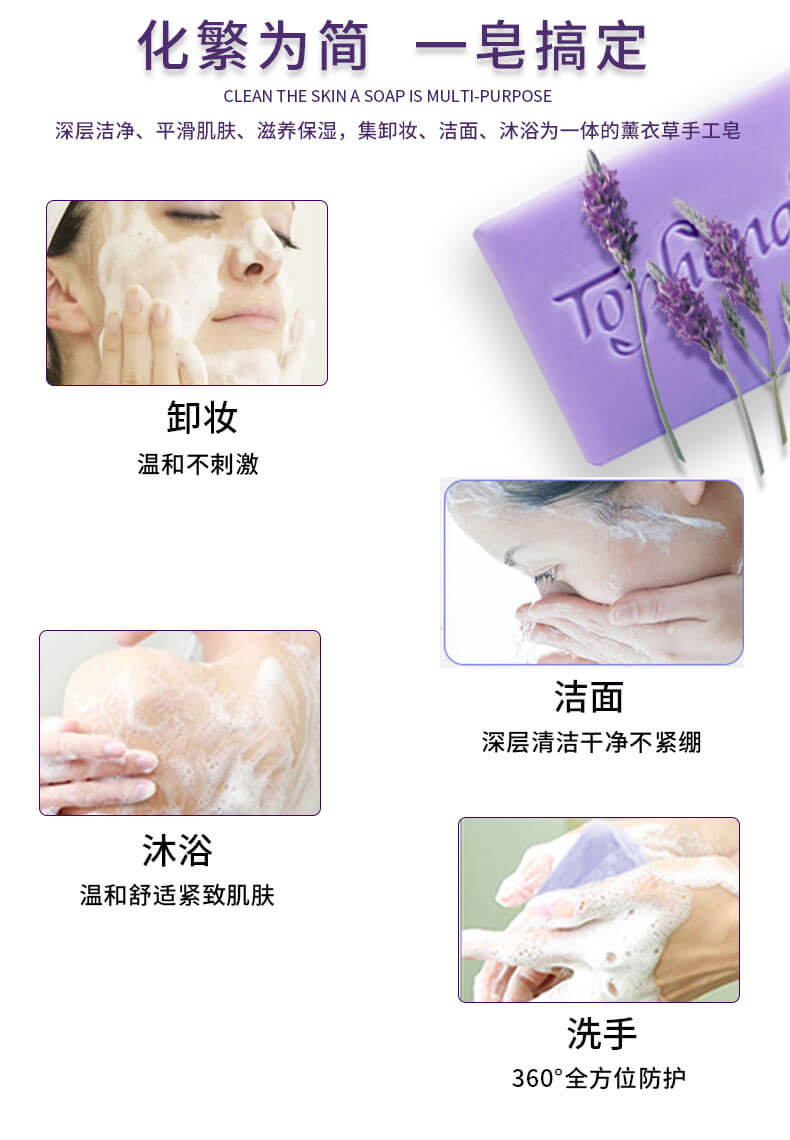 化繁为简 一皂搞定
CLEAN THE SKIN A SOAP IS MULTI-PURPOSE
深层洁净、平滑肌肤、滋养保湿，集卸妆、洁面、沐浴为一体的薰衣草手工皂
卸妆
温和不刺激
洁面
深层清洁干净不紧绷
沐浴
温和舒适紧致肌肤
洗手
360°全方位防护